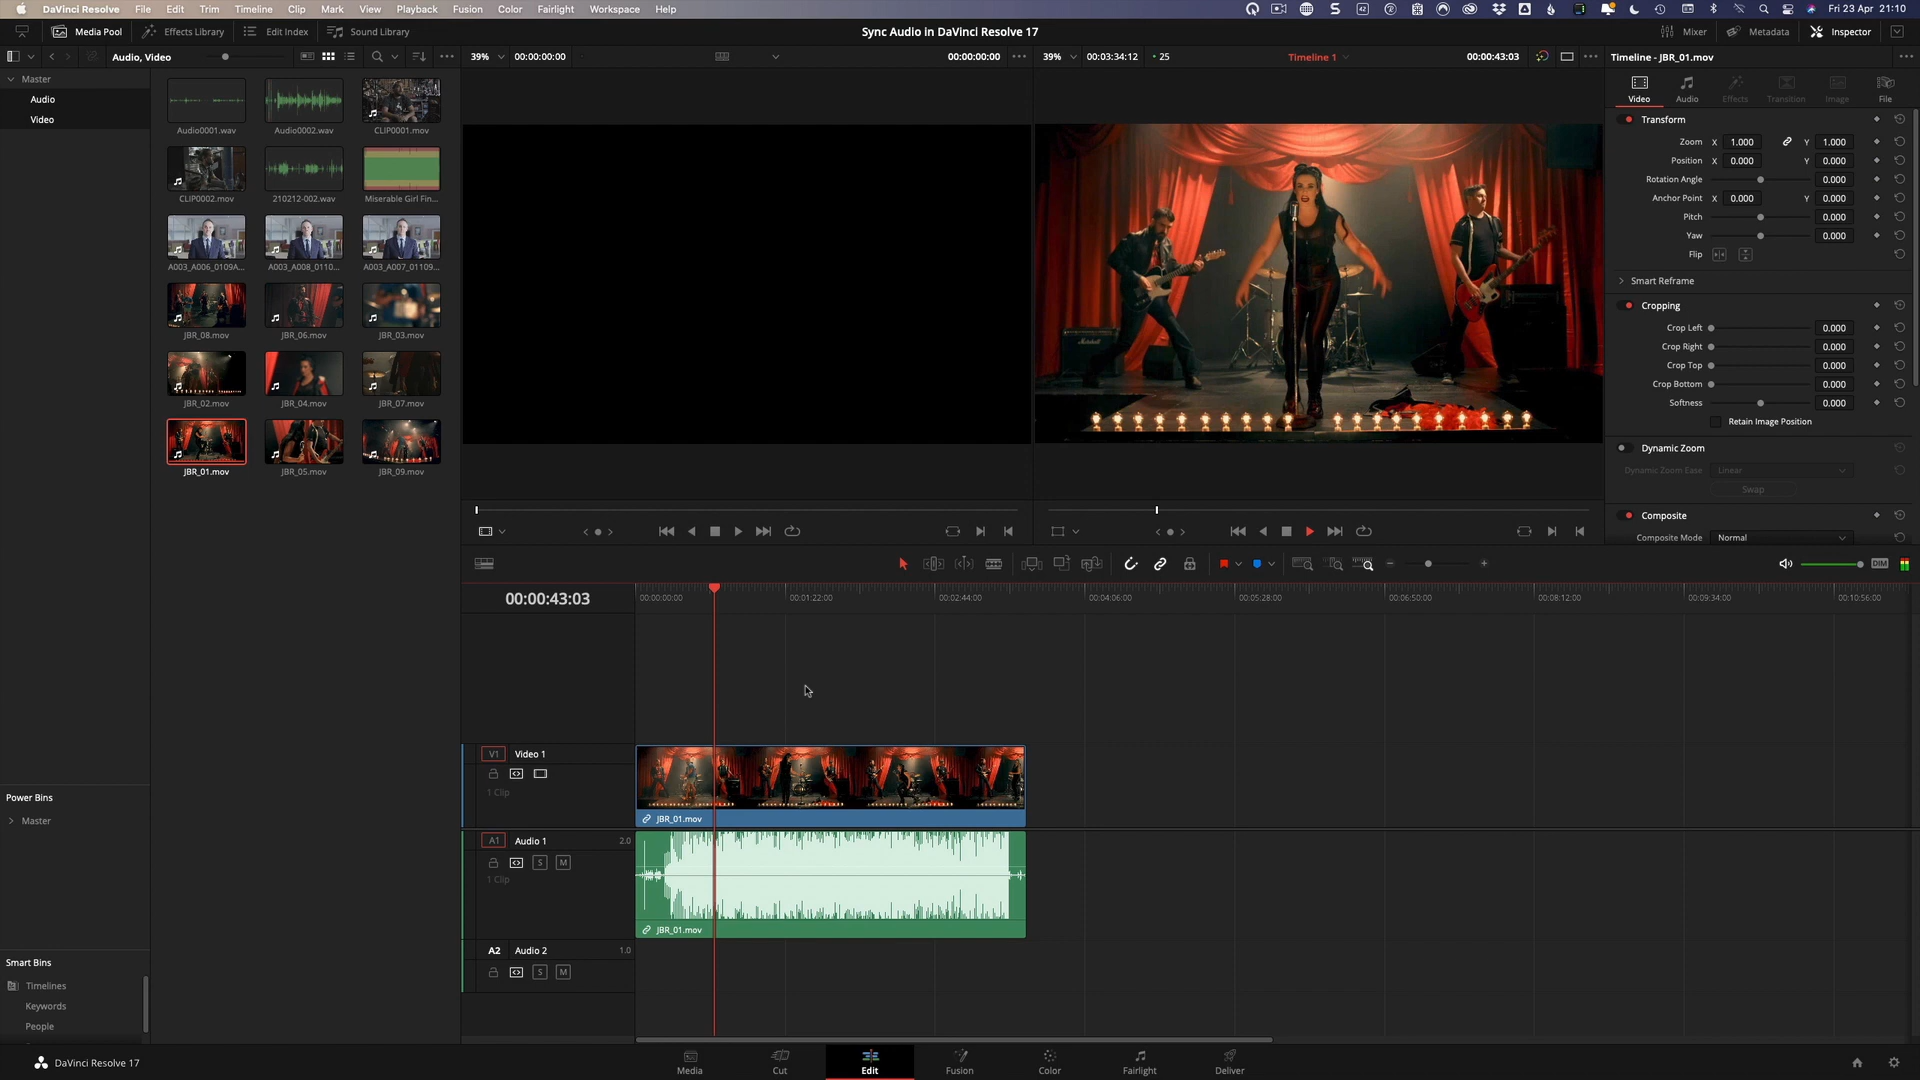 DaVinci Resolve File Edit Trim Timeline Clip Mark View Playback Fusion Color Fairlight Workspace Help Fri 23 Apr 21:10
Media Pool Effects Library Edit Index Sound Library Sync Audio in DaVinci Resolve 17 Mixer Metadata Inspector
Audio, Video 39% 00:00:00:00 00:00:00:00 39% 00:03:34:12 25 Timeline 1 00:00:43:03 Timeline - JBR_01.mov
Master
Audio
Video
Audio0001.wav Audio0002.wav CLIP0001.mov
CLIP0002.mov 210212-002.wav Miserable Girl Fin...
A003_A006_0109A... A003_A008_0110... A003_A007_01109...
JBR_08.mov JBR_06.mov JBR_03.mov
JBR_02.mov JBR_04.mov JBR_07.mov
JBR_01.mov JBR_05.mov JBR_09.mov
Marshall
Video Audio Effects Transition Image File
Transform
Zoom X 1.000 Y 1.000
Position X 0.000 Y 0.000
Rotation Angle 0.000
Anchor Point X 0.000 Y 0.000
Pitch 0.000
Yaw 0.000
Flip
Smart Reframe
Cropping
Crop Left 0.000
Crop Right 0.000
Crop Top 0.000
Crop Bottom 0.000
Softness 0.000
Retain Image Position
Dynamic Zoom
Dynamic Zoom Ease Linear
Swap
Composite
Composite Mode Normal
DIM
00:00:43:03 00:00:00:00 00:01:22:00 00:02:44:00 00:04:06:00 00:05:28:00 00:06:50:00 00:08:12:00 00:09:34:00 00:10:56:00
V1 Video 1
1 Clip
JBR_01.mov
A1 Audio 1 2.0
S M
1 Clip
JBR_01.mov
A2 Audio 2 1.0
S M
Power Bins
Master
Smart Bins
Timelines
Keywords
People
DaVinci Resolve 17 Media Cut Edit Fusion Color Fairlight Deliver